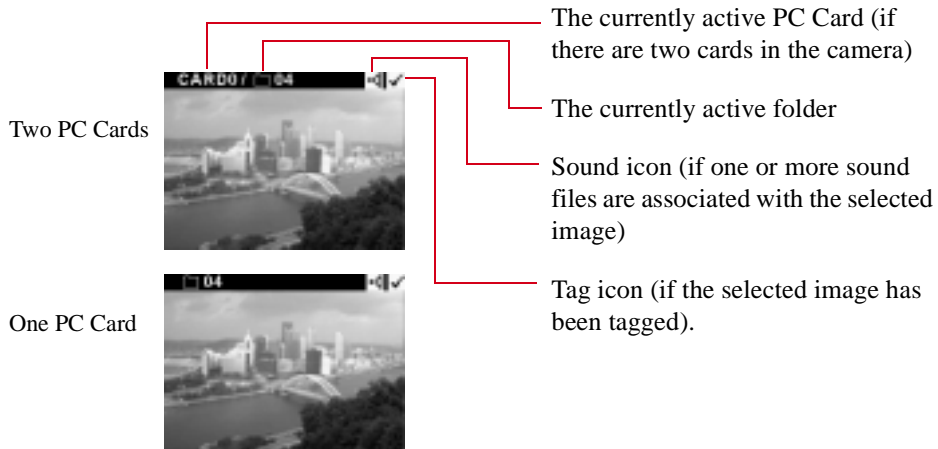 The currently active PC Card (if
there are two cards in the camera)
CARD0 / 04
The currently active folder
Two PC Cards
Sound icon (if one or more sound
files are associated with the selected
image)
04
Tag icon (if the selected image has
been tagged).
One PC Card